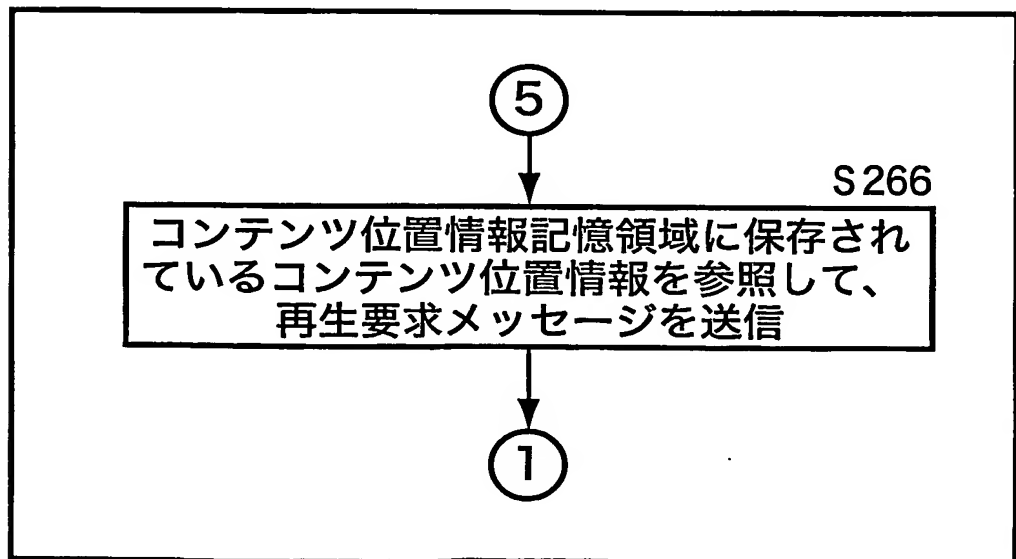 5
S266
コンテンツ位置情報記憶領域に保存され
ているコンテンツ位置情報を参照して、
再生要求メッセージを送信
1